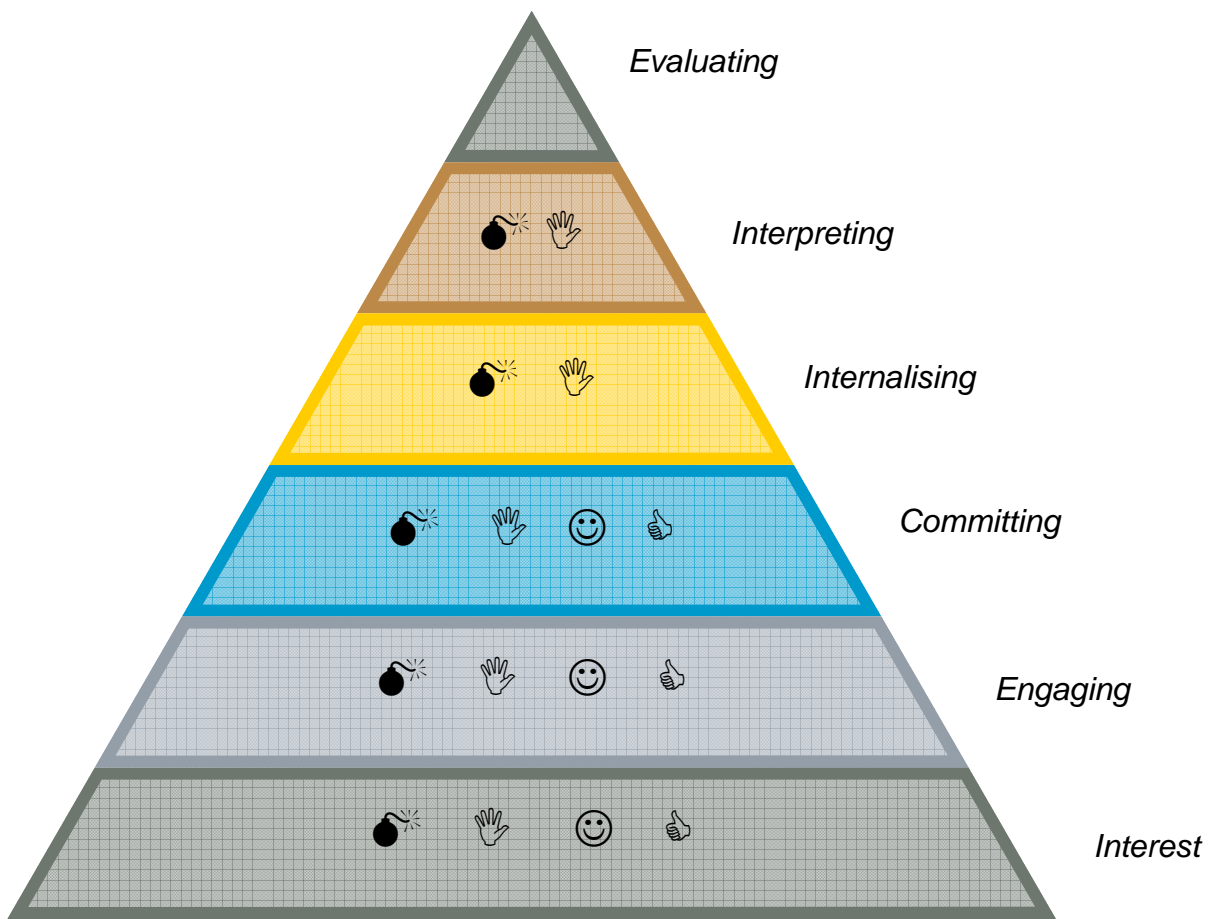 Evaluating
Interpreting
Internalising
Committing
Engaging
Interest